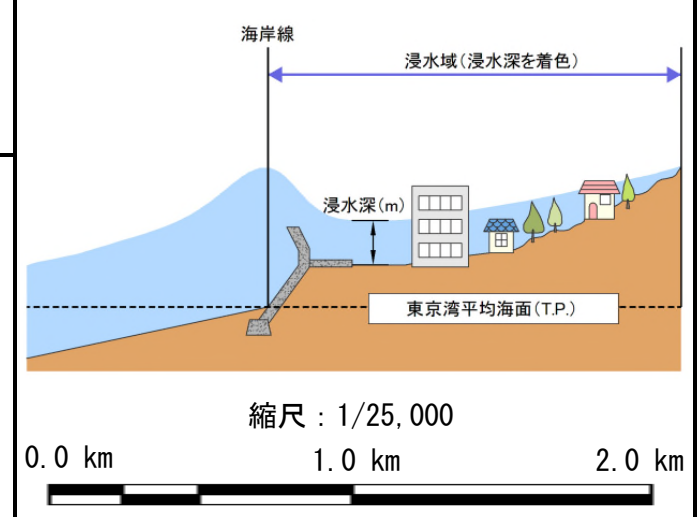 海岸線
浸水域（浸水深を着色）
浸水深（m）
東京湾平均海面（T.P.）
縮尺：1/25,000
0.0 km 1.0 km 2.0 km